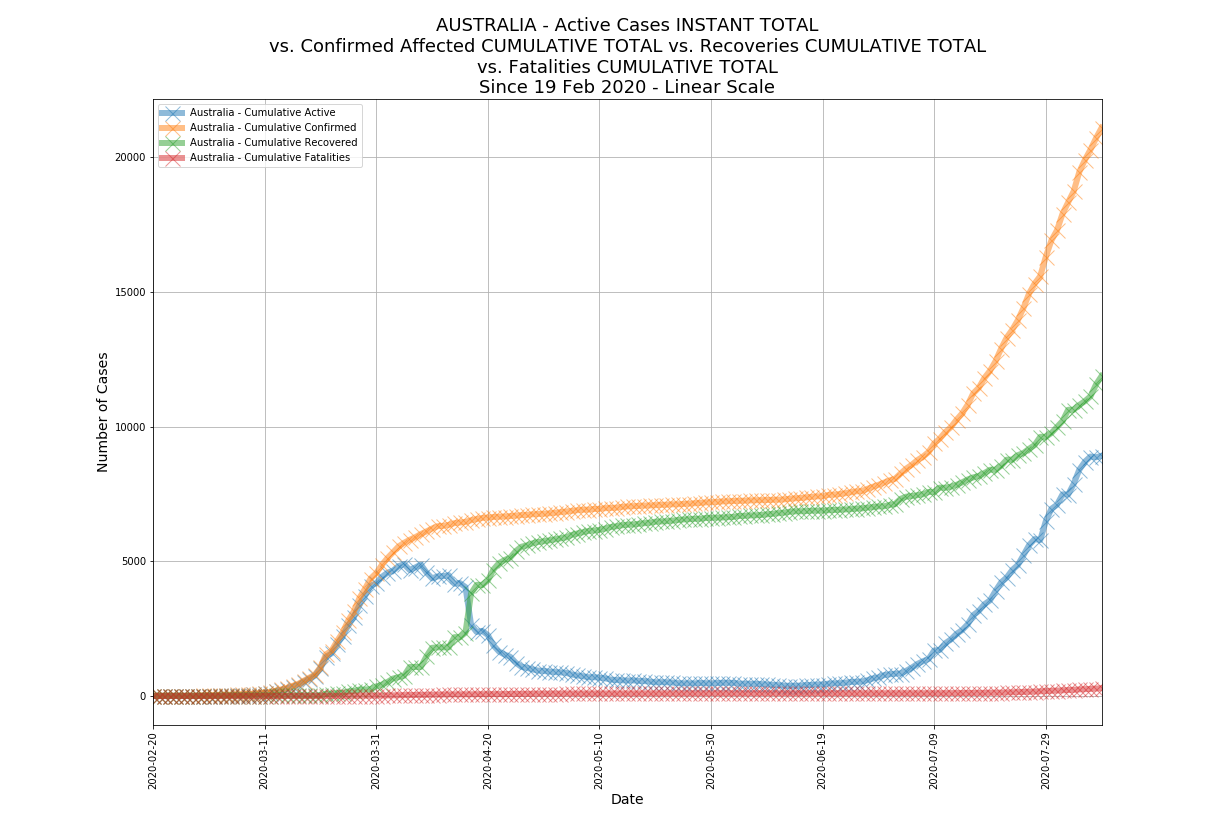 AUSTRALIA - Active Cases INSTANT TOTAL
vs. Confirmed Affected CUMULATIVE TOTAL vs. Recoveries CUMULATIVE TOTAL
vs. Fatalities CUMULATIVE TOTAL
Since 19 Feb 2020 - Linear Scale
Australia - Cumulative Active
Australia - Cumulative Confirmed
Australia - Cumulative Recovered
Australia - Cumulative Fatalities
Number of Cases
20000
15000
10000
5000
0
2020-02-20
2020-03-11
2020-03-31
2020-04-20
2020-05-10
2020-05-30
2020-06-19
2020-07-09
2020-07-29
Date